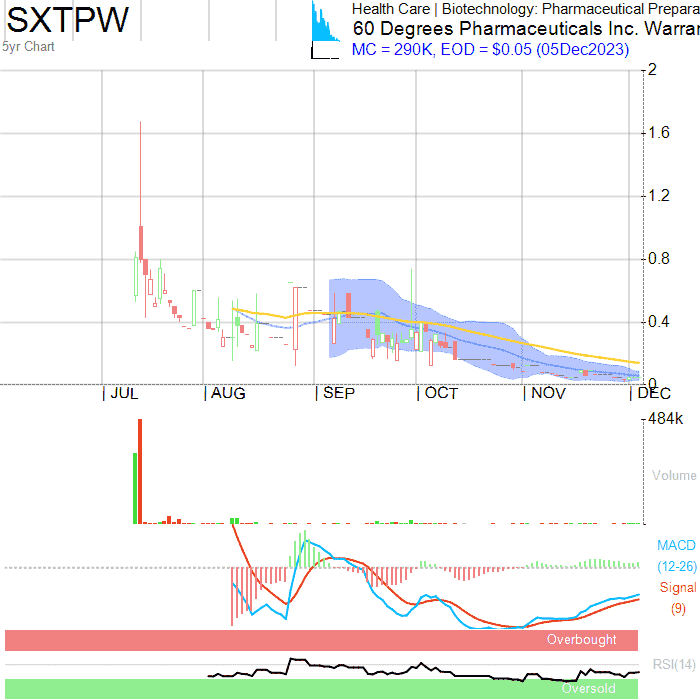 SXTPW
5yr Chart
Health Care | Biotechnology: Pharmaceutical Prepara
60 Degrees Pharmaceuticals Inc. Warran
MC = 290K, EOD = $0.05 (05Dec2023)
2
1.6
1.2
0.8
0.4
0
JUL AUG SEP OCT NOV DEC
484k
Volume
MACD
(12-26)
Signal
(9)
Overbought
RSI(14)
Oversold